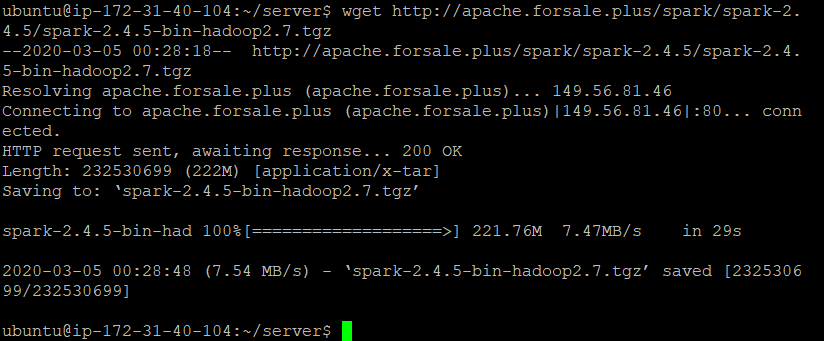 ubuntu@ip-172-31-40-104:~/server$ wget http://apache.forsale.plus/spark/spark-2.
4.5/spark-2.4.5-bin-hadoop2.7.tgz
--2020-03-05 00:28:18--  http://apache.forsale.plus/spark/spark-2.4.5/spark-2.4.
5-bin-hadoop2.7.tgz
Resolving apache.forsale.plus (apache.forsale.plus)... 149.56.81.46
Connecting to apache.forsale.plus (apache.forsale.plus)|149.56.81.46|:80... conn
ected.
HTTP request sent, awaiting response... 200 OK
Length: 232530699 (222M) [application/x-tar]
Saving to: ‘spark-2.4.5-bin-hadoop2.7.tgz’
spark-2.4.5-bin-had 100%[===================>] 221.76M  7.47MB/s    in 29s
2020-03-05 00:28:48 (7.54 MB/s) - ‘spark-2.4.5-bin-hadoop2.7.tgz’ saved [2325306
99/232530699]
ubuntu@ip-172-31-40-104:~/server$